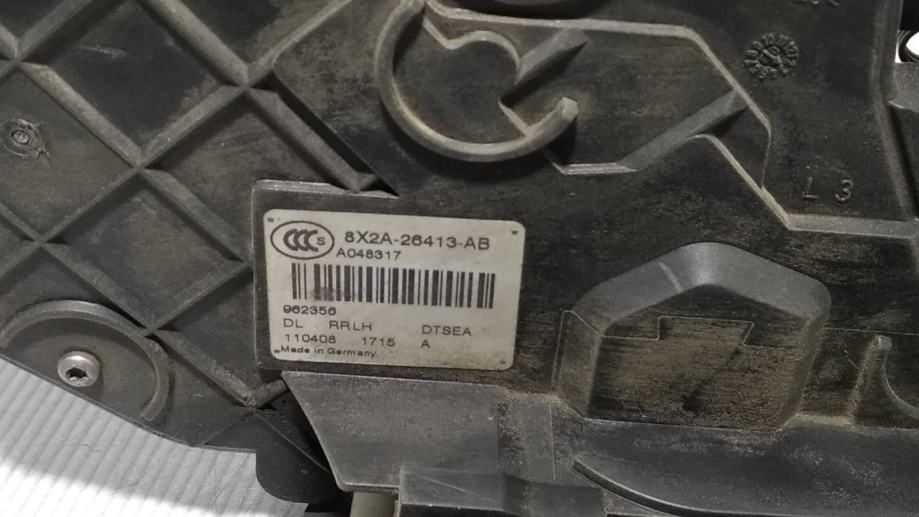 L 3
CCC S
8X2A-26413-AB
A048317
962356
DL RRLH DTSEA
110408 1715 A
Made in Germany